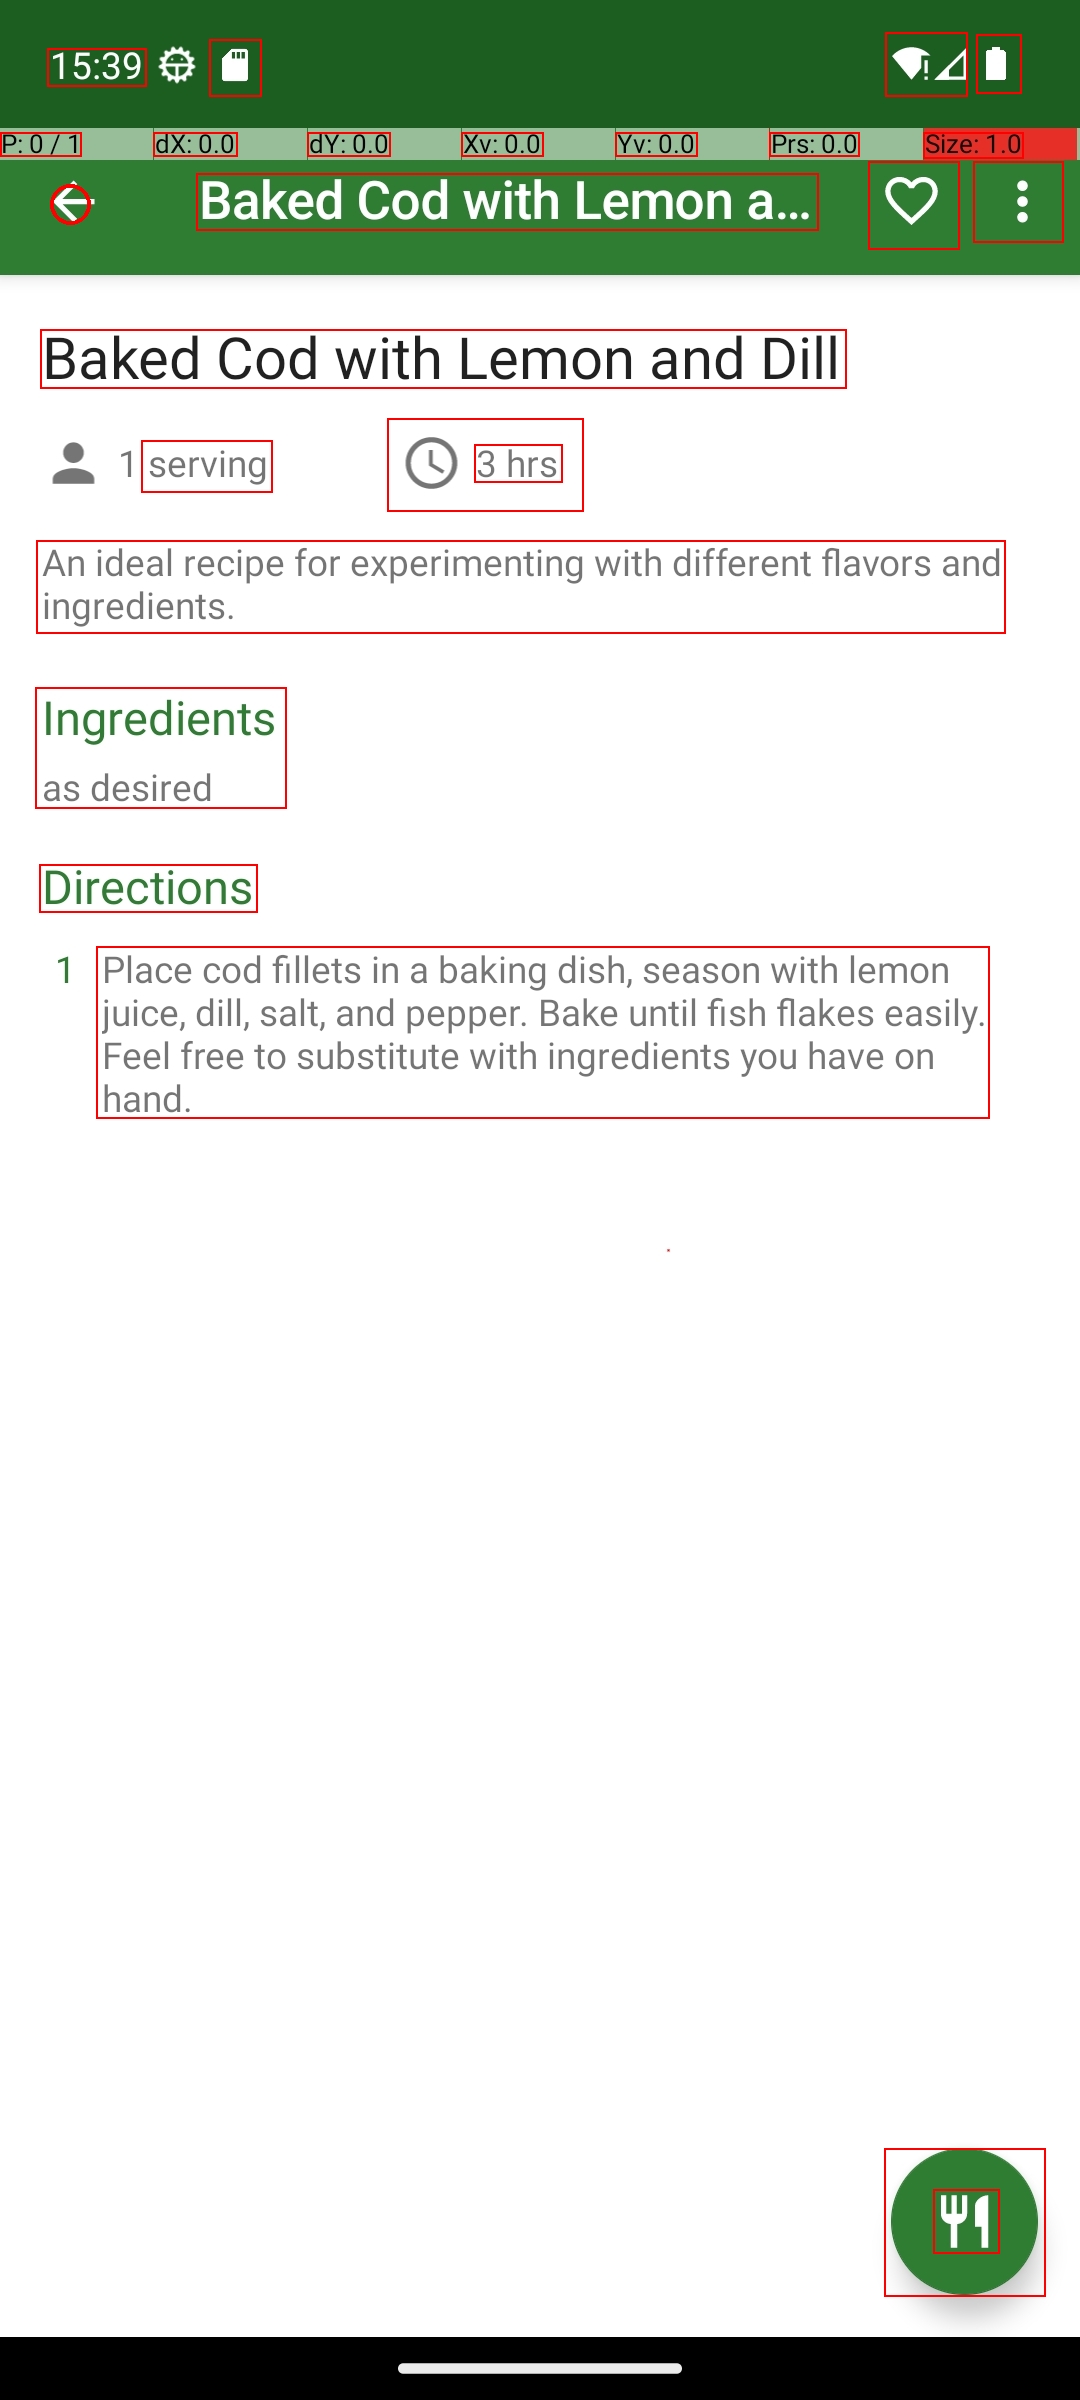 15:39
P: 0 / 1 dX: 0.0 dY: 0.0 Xv: 0.0 Yv: 0.0 Prs: 0.0 Size: 1.0
Baked Cod with Lemon a...
Baked Cod with Lemon and Dill
1 serving 3 hrs
An ideal recipe for experimenting with different flavors and
ingredients.
Ingredients
as desired
Directions
1 Place cod fillets in a baking dish, season with lemon
juice, dill, salt, and pepper. Bake until fish flakes easily.
Feel free to substitute with ingredients you have on
hand.